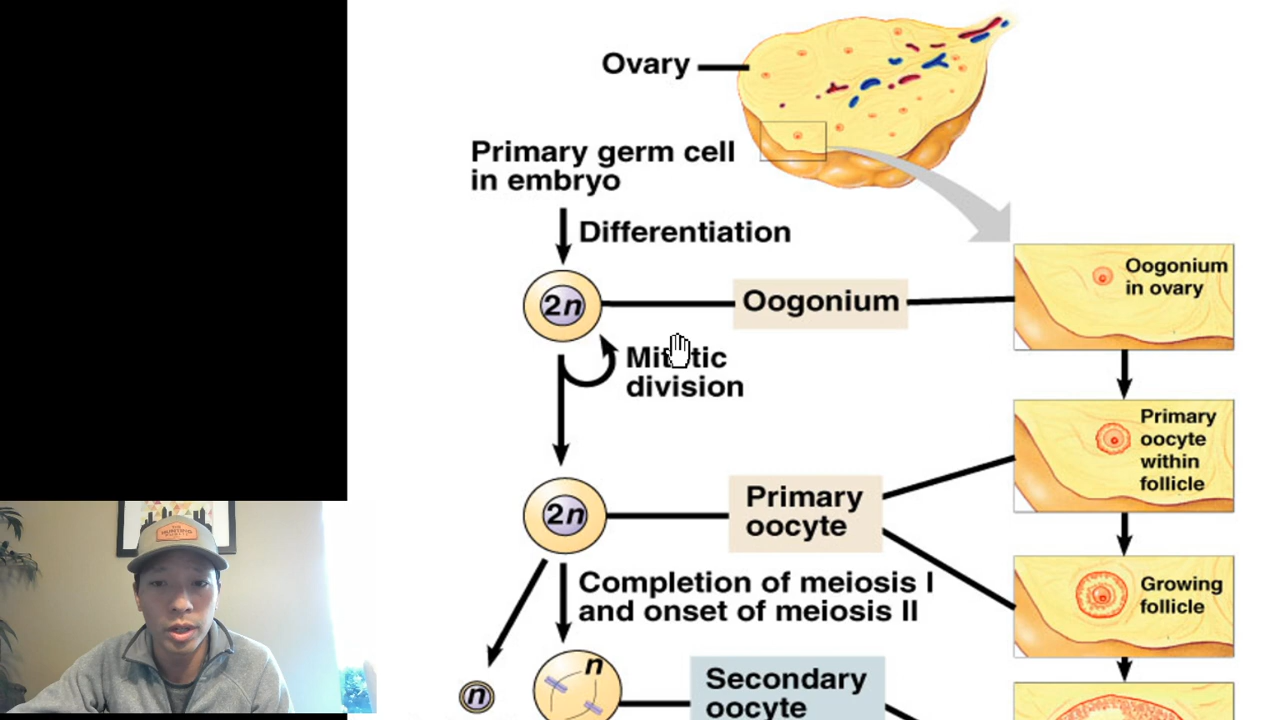 Ovary
Primary germ cell
in embryo
Differentiation
2n
Oogonium
Oogonium
in ovary
Mitotic
division
Primary
oocyte
within
follicle
2n
Primary
oocyte
Completion of meiosis I
and onset of meiosis II
Growing
follicle
n
n
Secondary
oocyte